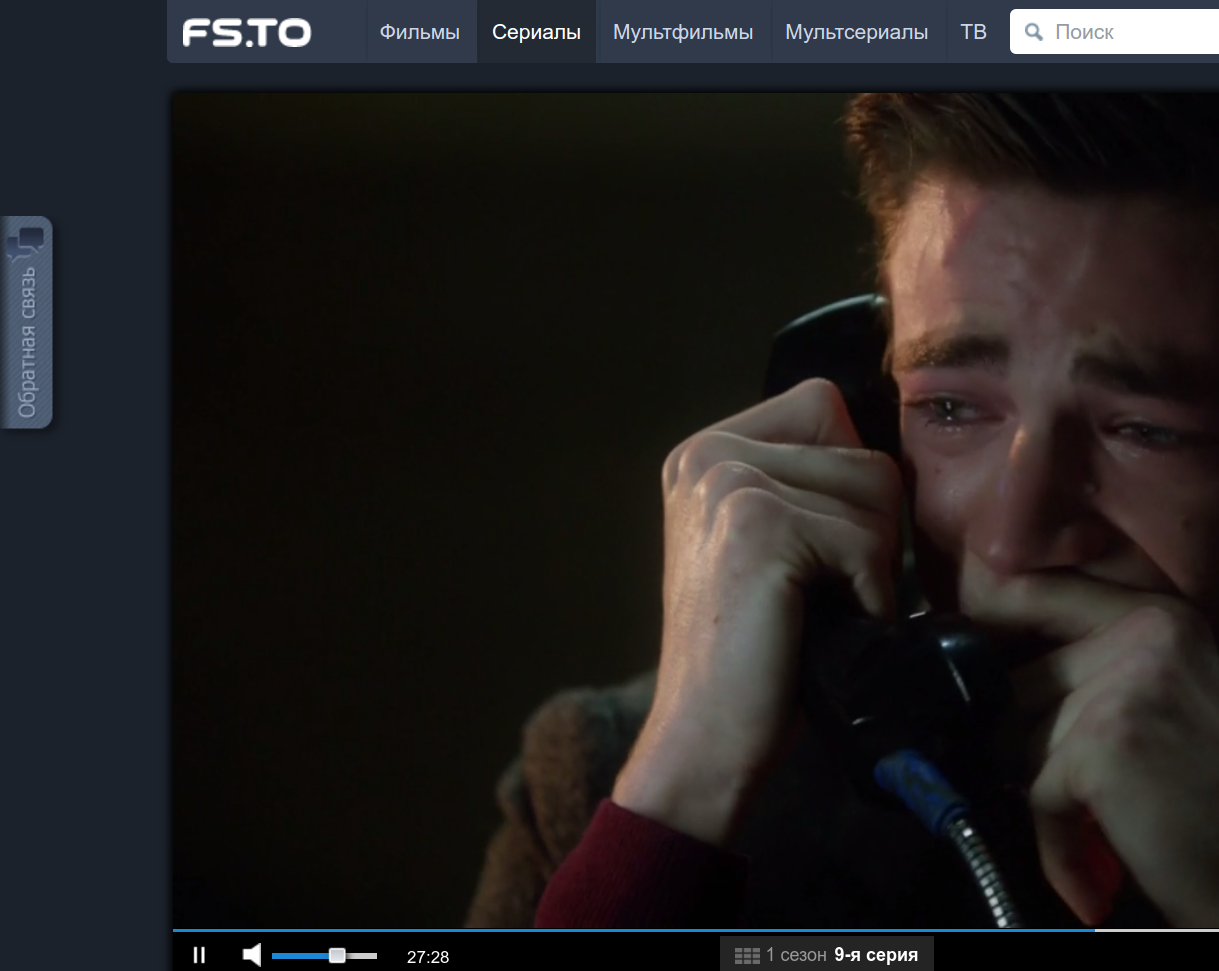 FS.TO Фильмы Сериалы Мультфильмы Мультсериалы ТВ Поиск
Обратная связь
27:28 1 сезон 9-я серия